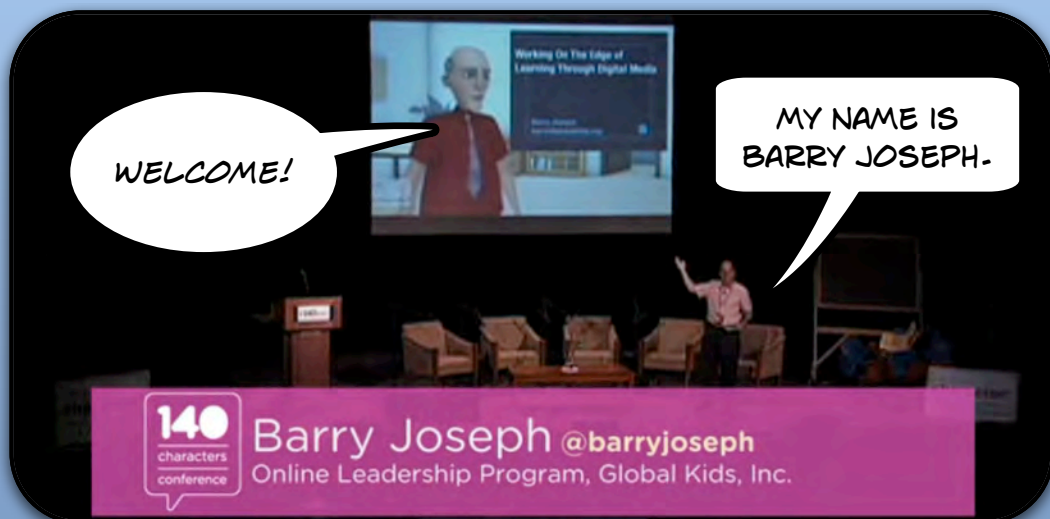 Working On The Edge of
Learning Through Digital Media
WELCOME!
MY NAME IS
BARRY JOSEPH.
140
characters
conference
Barry Joseph @barryjoseph
Online Leadership Program, Global Kids, Inc.